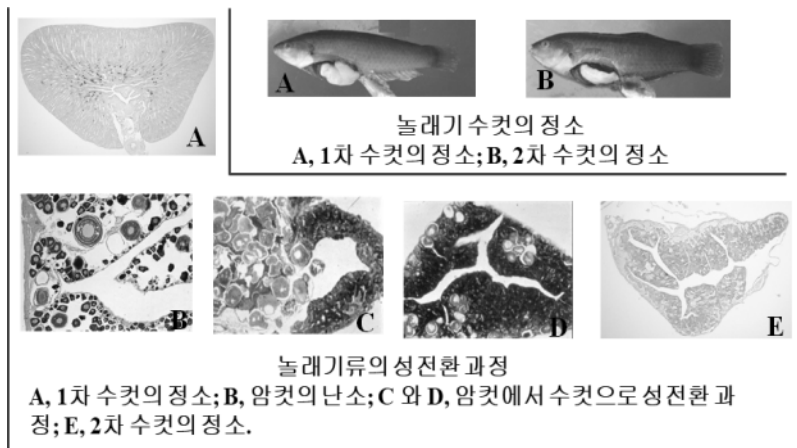 A
A
B
놀래기 수컷의 정소
A, 1차 수컷의 정소; B, 2차 수컷의 정소
B
C
D
E
놀래기류의 성전환 과정
A, 1차 수컷의 정소; B, 암컷의 난소; C 와 D, 암컷에서 수컷으로 성전환 과
정; E, 2차 수컷의 정소.